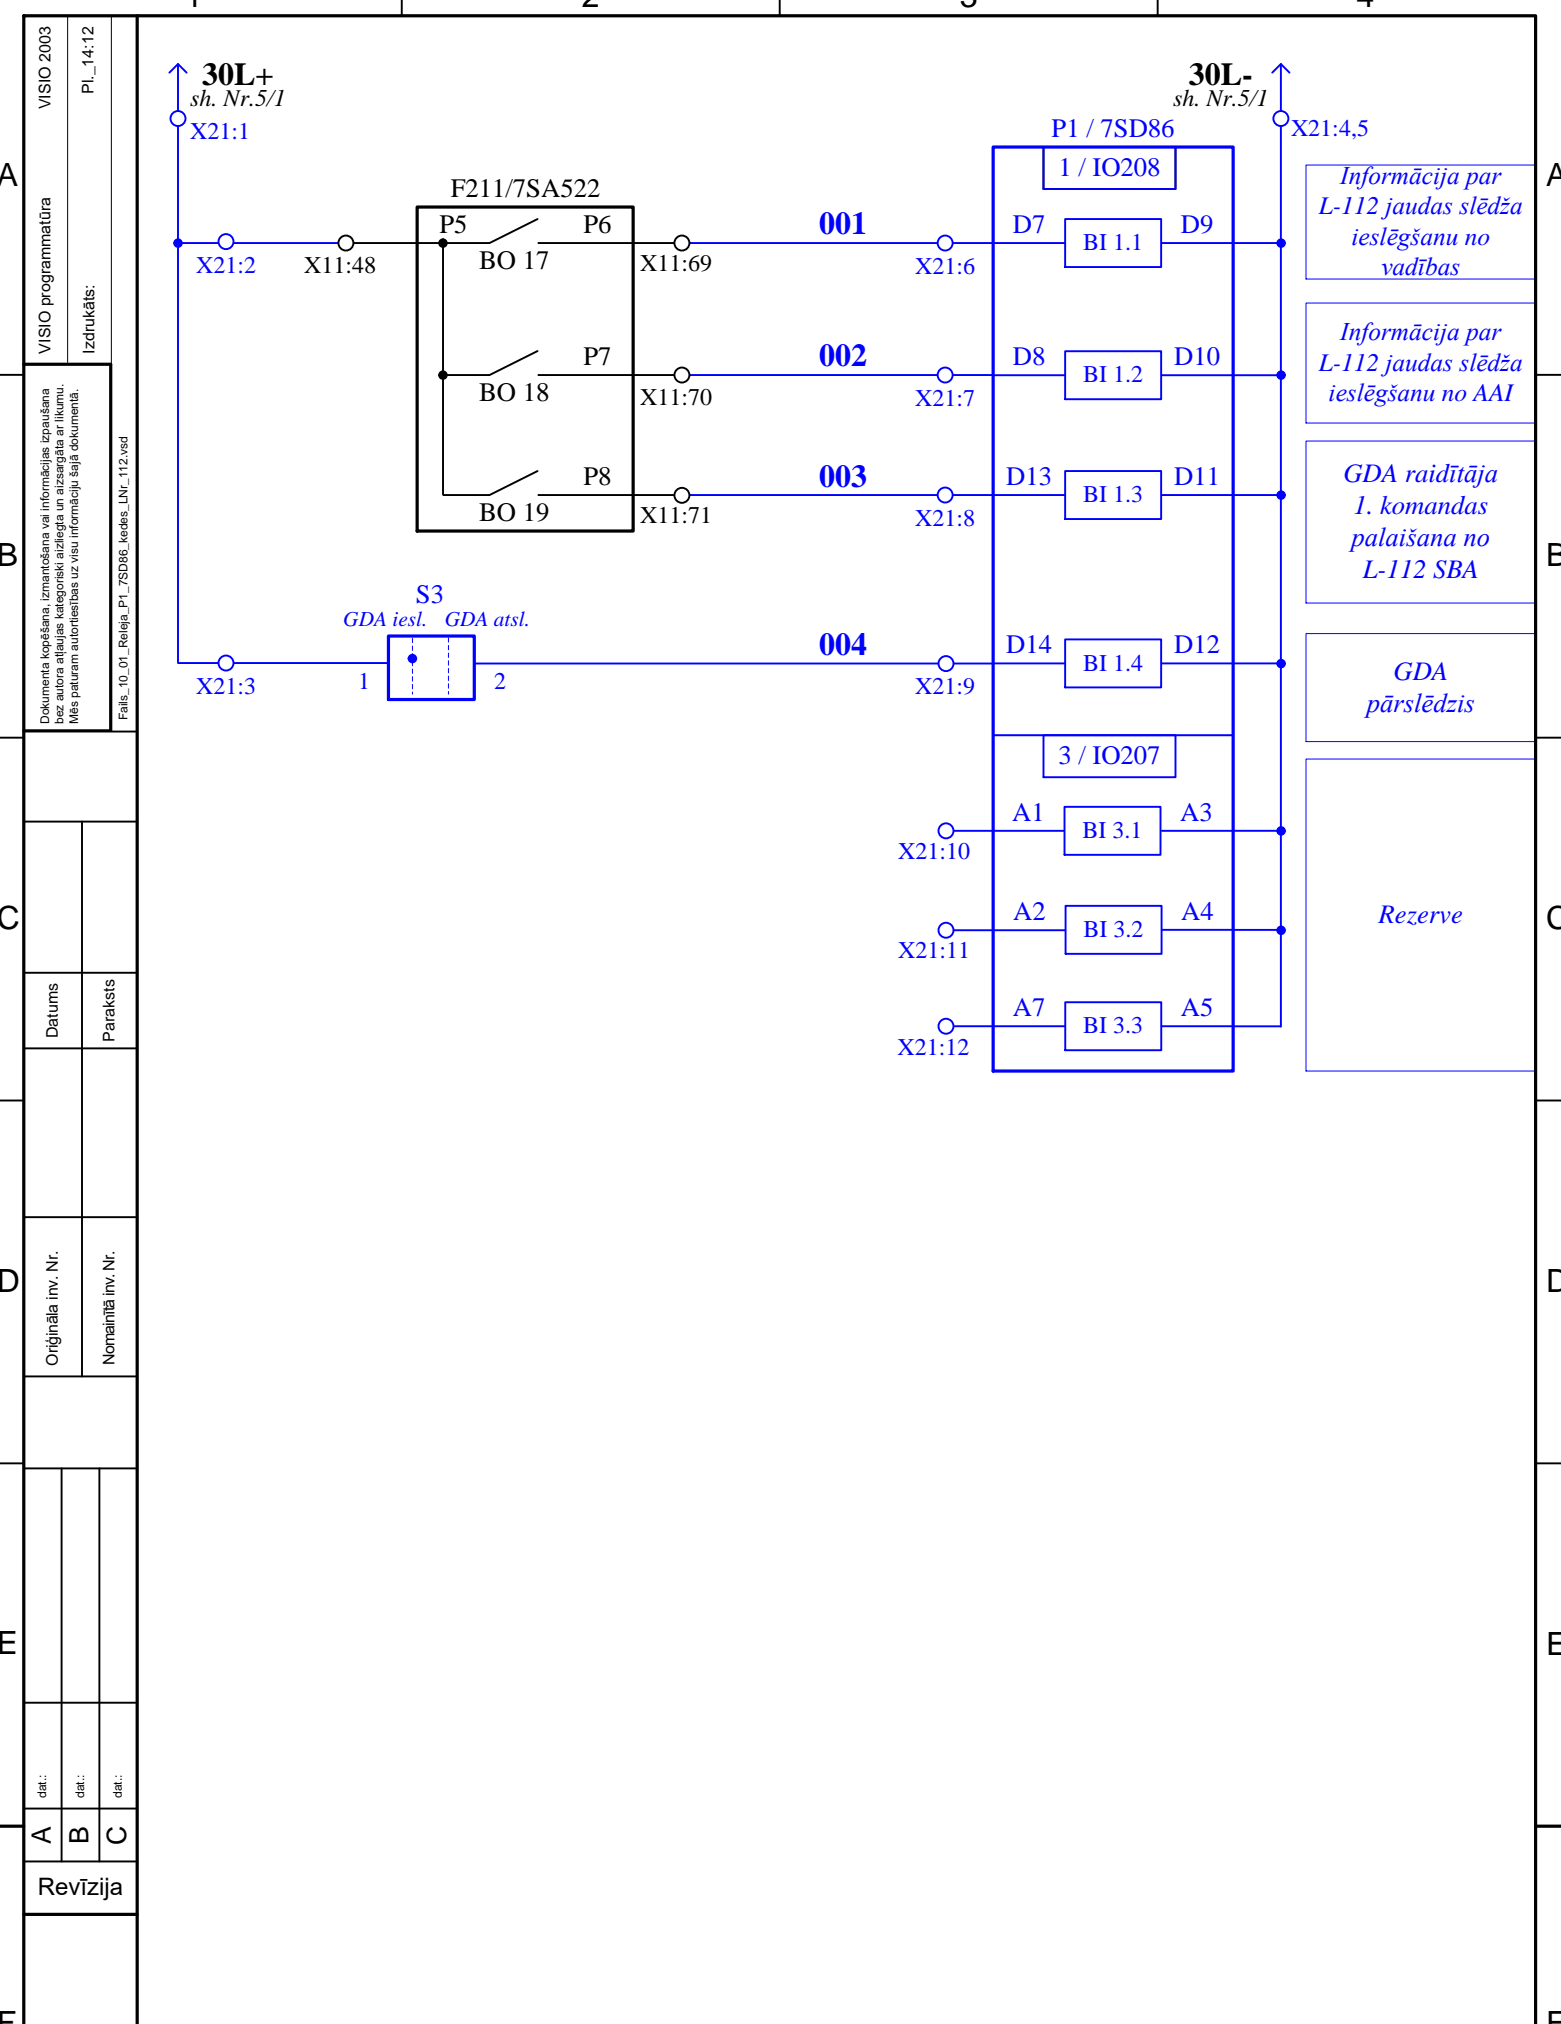 1
2
3
4
A
B
C
D
E
F
A
B
C
D
E
F
VISIO 2003
VISIO programmatūra
Pl._14:12
Izdrukāts:
Dokumenta kopēšana, izmantošana vai informācijas izpaušana
bez autora atļaujas kategoriski aizliegta un aizsargāta ar likumu.
Mēs paturam autortiesības uz visu informāciju šajā dokumentā.
Fails_10_01_Releja_P1_7SD86_kedes_LNr_112.vsd
Datums
Paraksts
Oriģināla inv. Nr.
Nomainītā inv. Nr.
dat.:
dat.:
dat.:
A
B
C
Revīzija
30L+
sh. Nr.5/1
X21:1
30L-
sh. Nr.5/1
X21:4,5
P1 / 7SD86
1 / IO208
F211/7SA522
P5
P6
BO 17
X21:2
X11:48
X11:69
001
X21:6
D7
BI 1.1
D9
Informācija par
L-112 jaudas slēdža
ieslēgšanu no
vadības
P7
BO 18
X11:70
002
X21:7
D8
BI 1.2
D10
Informācija par
L-112 jaudas slēdža
ieslēgšanu no AAI
P8
BO 19
X11:71
003
X21:8
D13
BI 1.3
D11
GDA raidītāja
1. komandas
palaišana no
L-112 SBA
S3
GDA iesl.
GDA atsl.
X21:3
1
2
004
X21:9
D14
BI 1.4
D12
GDA
pārslēdzis
3 / IO207
X21:10
A1
BI 3.1
A3
X21:11
A2
BI 3.2
A4
Rezerve
X21:12
A7
BI 3.3
A5